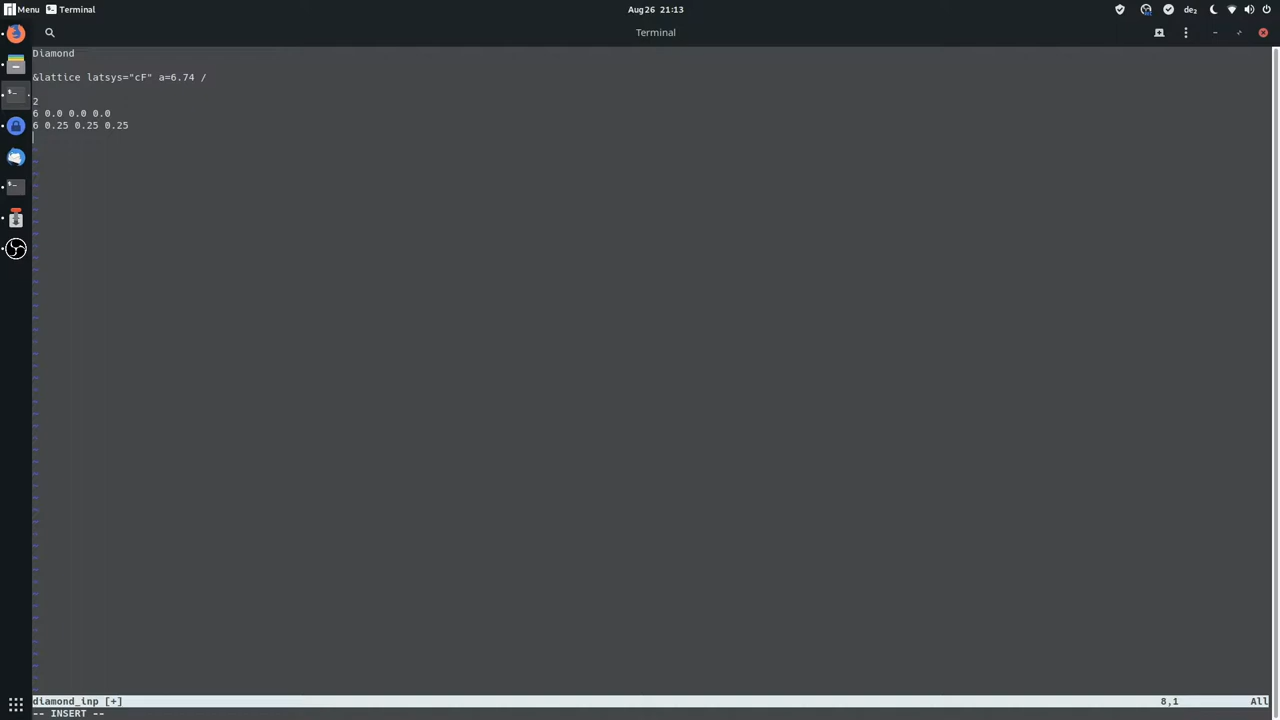 Menu Terminal Aug26 21:13 de₂
Terminal
Diamond
&lattice latsys="cF" a=6.74 /
2
6 0.0 0.0 0.0
6 0.25 0.25 0.25
diamond_inp [+] 8,1 All
-- INSERT --